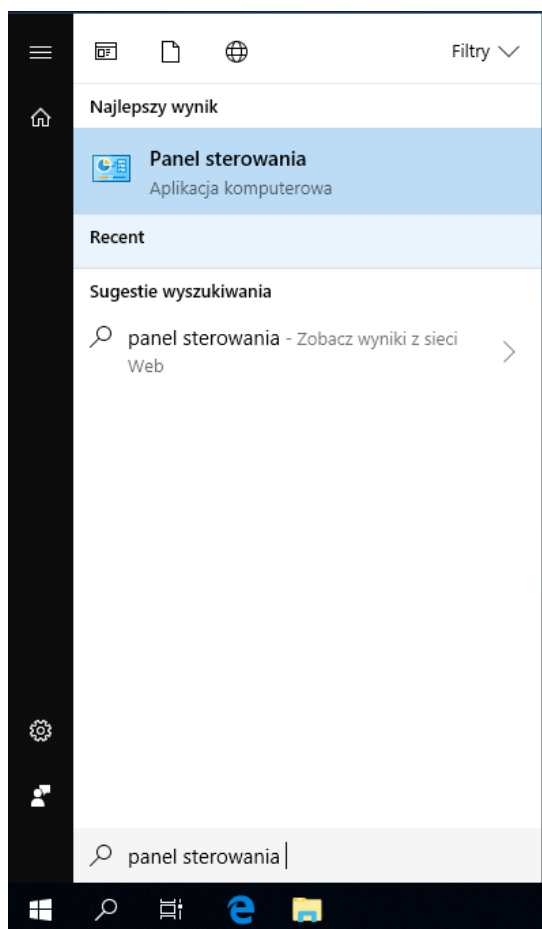 Filtry
Najlepszy wynik
Panel sterowania
Aplikacja komputerowa
Recent
Sugestie wyszukiwania
panel sterowania - Zobacz wyniki z sieci
Web
panel sterowania